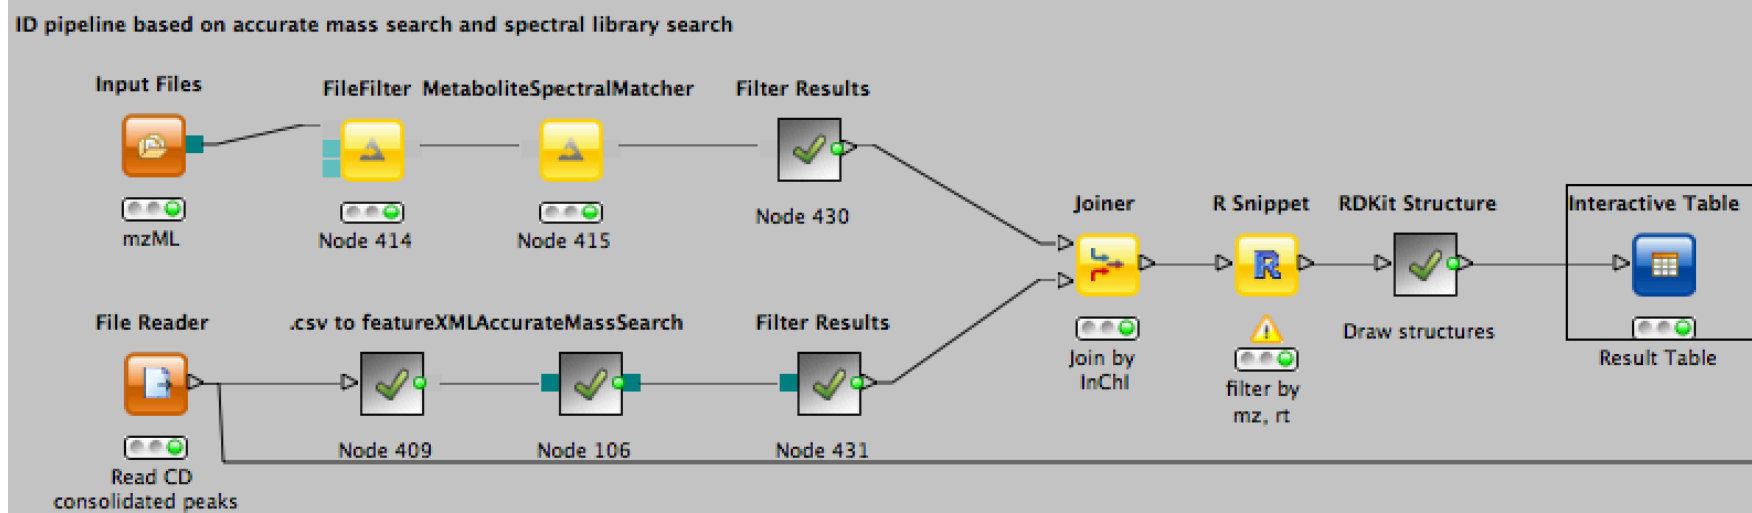 ID pipeline based on accurate mass search and spectral library search
Input Files
FileFilter
MetaboliteSpectralMatcher
Filter Results
mzML
Node 414
Node 415
Node 430
Joiner
R Snippet
RDKit Structure
Interactive Table
R
Join by
InChI
filter by
mz, rt
Draw structures
Result Table
File Reader
.csv to featureXML
AccurateMassSearch
Filter Results
Read CD
consolidated peaks
Node 409
Node 106
Node 431